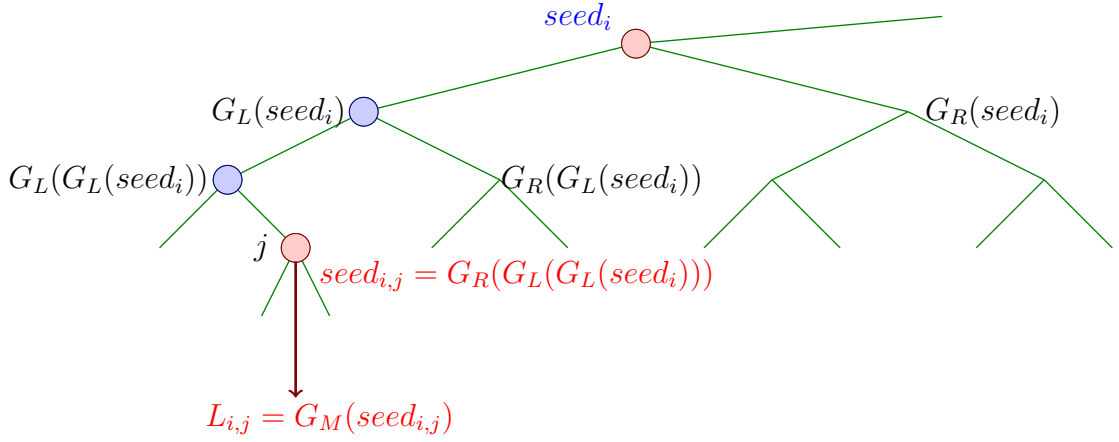 seed_i
G_L(seed_i)
G_R(seed_i)
G_L(G_L(seed_i))
G_R(G_L(seed_i))
j
seed_{i,j} = G_R(G_L(G_L(seed_i)))
L_{i,j} = G_M(seed_{i,j})